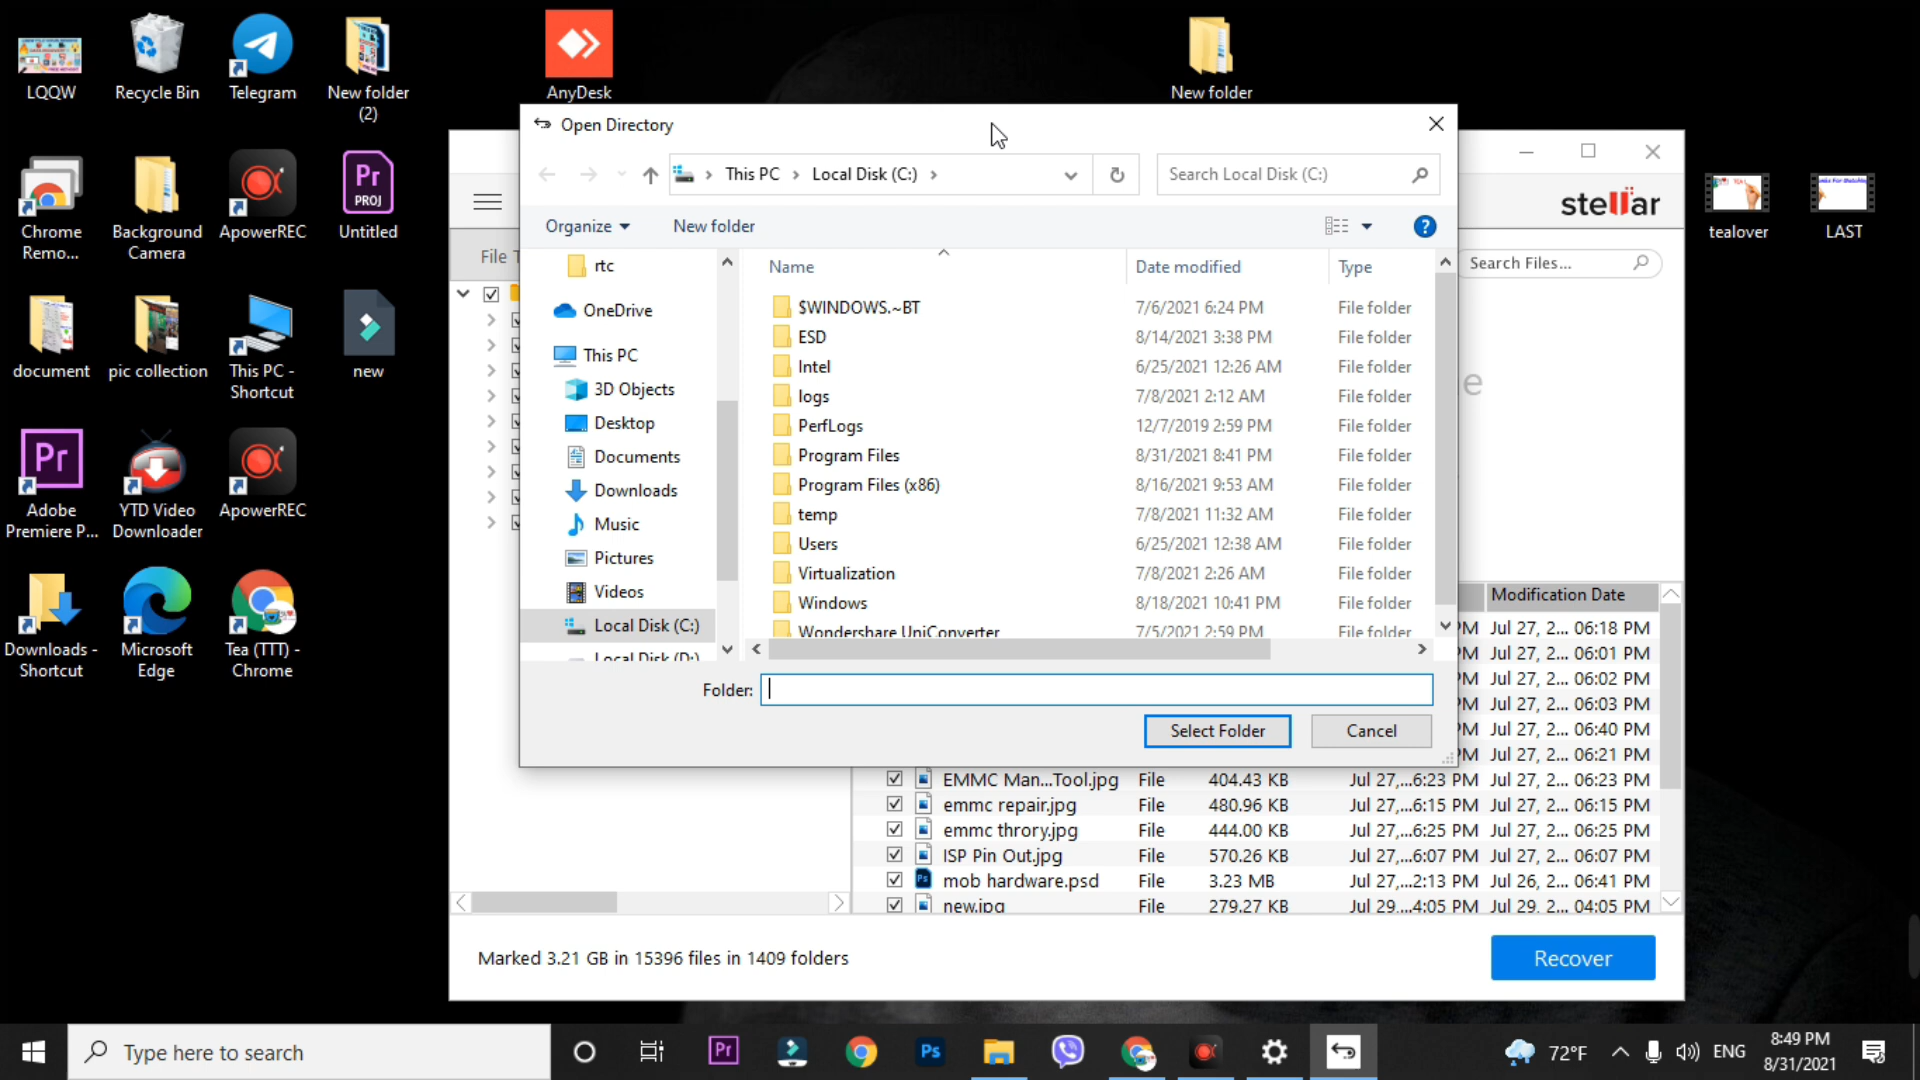 LQQW
Recycle Bin
Telegram
New folder
(2)
AnyDesk
New folder
Chrome
Remo...
Background
Camera
ApowerREC
Pr
PROJ
Untitled
tealover
LAST
document
pic collection
This PC -
Shortcut
new
Pr
Adobe
Premiere P...
YTD Video
Downloader
ApowerREC
Downloads -
Shortcut
Microsoft
Edge
Tea (TTT) -
Chrome
Open Directory
This PC > Local Disk (C:) >
Search Local Disk (C:)
Organize
New folder
?
rtc
OneDrive
This PC
3D Objects
Desktop
Documents
Downloads
Music
Pictures
Videos
Local Disk (C:)
Local Disk (D:)
Name Date modified Type
$WINDOWS.~BT 7/6/2021 6:24 PM File folder
ESD 8/14/2021 3:38 PM File folder
Intel 6/25/2021 12:26 AM File folder
logs 7/8/2021 2:12 AM File folder
PerfLogs 12/7/2019 2:59 PM File folder
Program Files 8/31/2021 8:41 PM File folder
Program Files (x86) 8/16/2021 9:53 AM File folder
temp 7/8/2021 11:32 AM File folder
Users 6/25/2021 12:38 AM File folder
Virtualization 7/8/2021 2:26 AM File folder
Windows 8/18/2021 10:41 PM File folder
Wondershare UniConverter 7/5/2021 2:59 PM File folder
Folder:
Select Folder
Cancel
stellar
File T
Search Files...
e
Modification Date
PM Jul 27, 2... 06:18 PM
PM Jul 27, 2... 06:01 PM
PM Jul 27, 2... 06:02 PM
PM Jul 27, 2... 06:03 PM
PM Jul 27, 2... 06:40 PM
PM Jul 27, 2... 06:21 PM
EMMC Man...Tool.jpg File 404.43 KB Jul 27,...6:23 PM Jul 27, 2... 06:23 PM
emmc repair.jpg File 480.96 KB Jul 27,...6:15 PM Jul 27, 2... 06:15 PM
emmc throry.jpg File 444.00 KB Jul 27,...6:25 PM Jul 27, 2... 06:25 PM
ISP Pin Out.jpg File 570.26 KB Jul 27,...6:07 PM Jul 27, 2... 06:07 PM
Ps mob hardware.psd File 3.23 MB Jul 27,...2:13 PM Jul 26, 2... 06:41 PM
new.jpg File 279.27 KB Jul 29,...4:05 PM Jul 29, 2... 04:05 PM
Marked 3.21 GB in 15396 files in 1409 folders
Recover
Type here to search
Pr
Ps
72°F
ENG
8:49 PM
8/31/2021